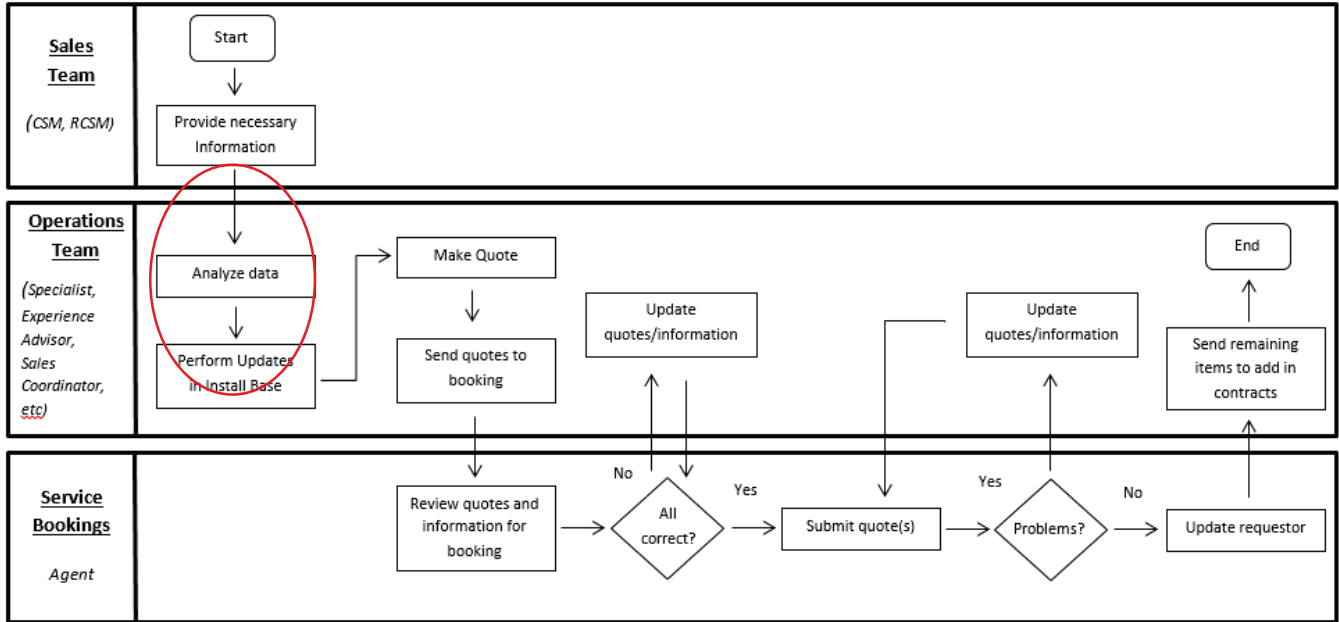 Sales
Team
(CSM, RCSM)
Start
Provide necessary
Information
Operations
Team
(Specialist,
Experience
Advisor,
Sales
Coordinator,
etc)
Analyze data
Perform Updates
in Install Base
Make Quote
Send quotes to
booking
Update
quotes/information
Update
quotes/information
End
Send remaining
items to add in
contracts
Service
Bookings
Agent
Review quotes and
information for
booking
No
All
correct?
Yes
Submit quote(s)
Yes
Problems?
No
Update requestor